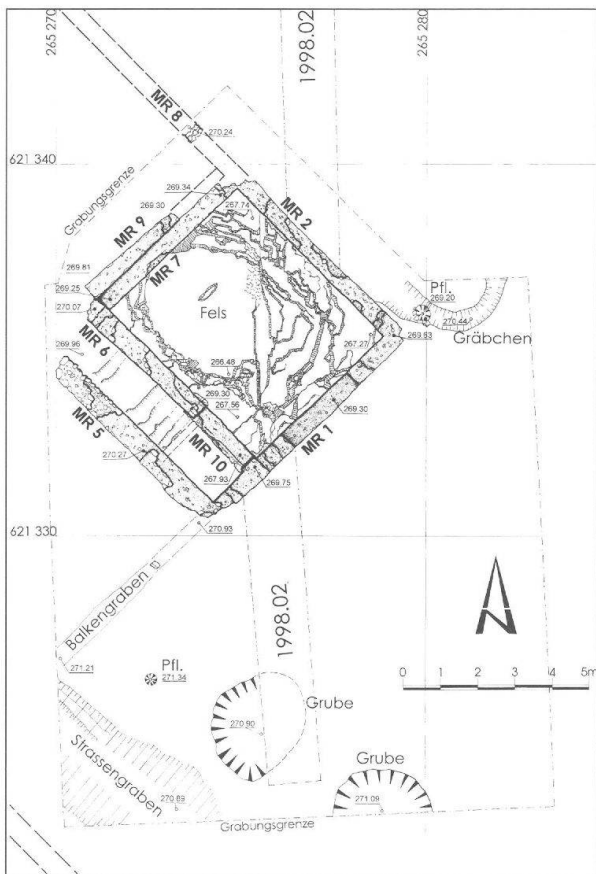 265 270
1998.02
265 280
MR 8
270.24
621 340
Grabungsgrenze
269.34
269.30
267.74
MR 2
MR 9
MR 7
269.81
269.25
270.07
Fels
Pfl.
269.20
270.44
Gräbchen
269.83
267.27
269.96
MR 6
266.48
269.30
267.56
269.30
MR 5
MR 1
MR 10
270.27
267.93
269.75
270.93
621 330
Balkengraben
1998.02
0 1 2 3 4 5m
271.21
Pfl.
271.34
Grube
270.90
Strassengraben
Grube
270.89
271.09
Grabungsgrenze